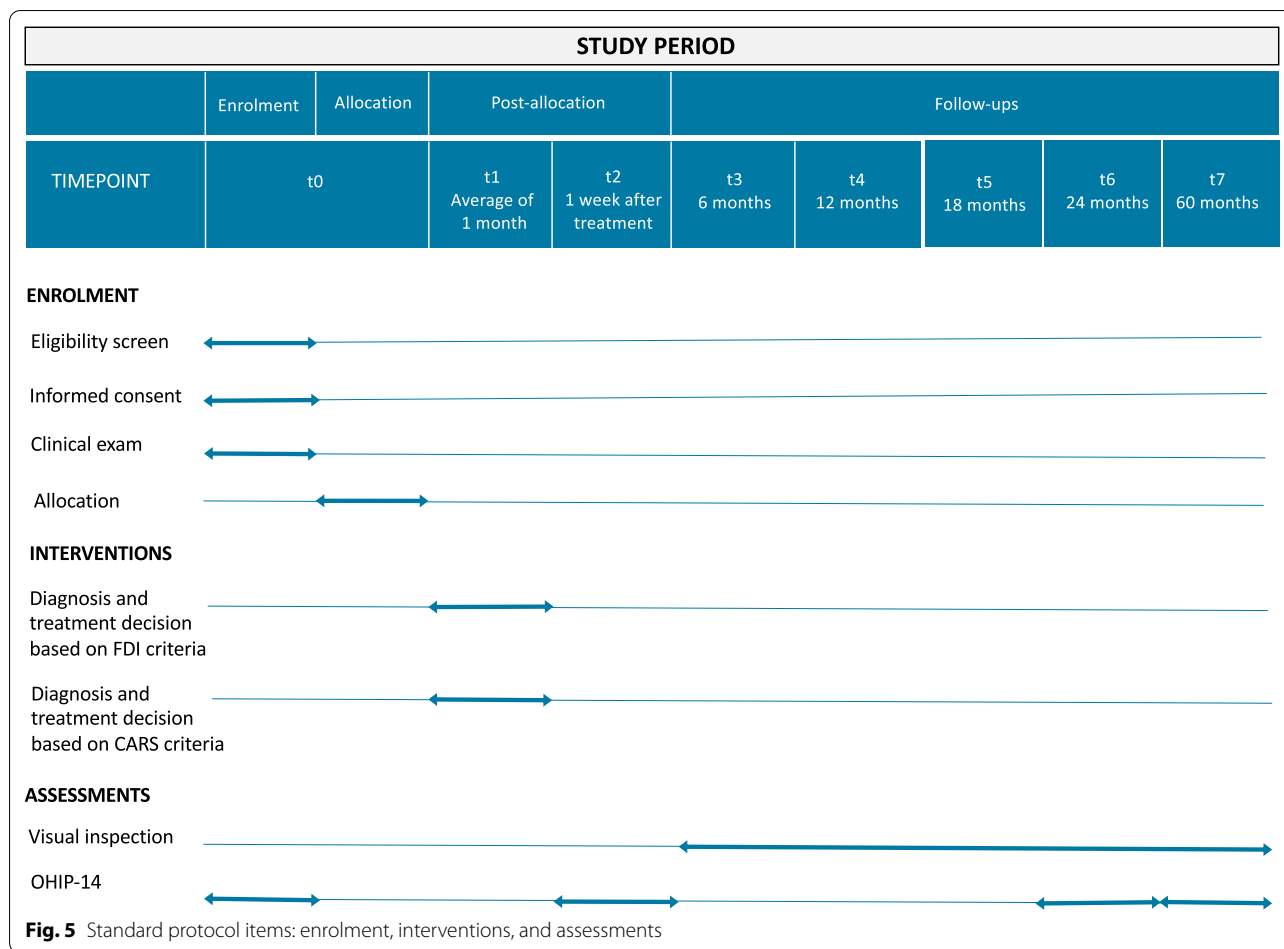 STUDY PERIOD
Enrolment Allocation Post-allocation Follow-ups
TIMEPOINT
t0
t1
Average of
1 month
t2
1 week after
treatment
t3
6 months
t4
12 months
t5
18 months
t6
24 months
t7
60 months
ENROLMENT
Eligibility screen
Informed consent
Clinical exam
Allocation
INTERVENTIONS
Diagnosis and
treatment decision
based on FDI criteria
Diagnosis and
treatment decision
based on CARS criteria
ASSESSMENTS
Visual inspection
OHIP-14
Fig. 5 Standard protocol items: enrolment, interventions, and assessments